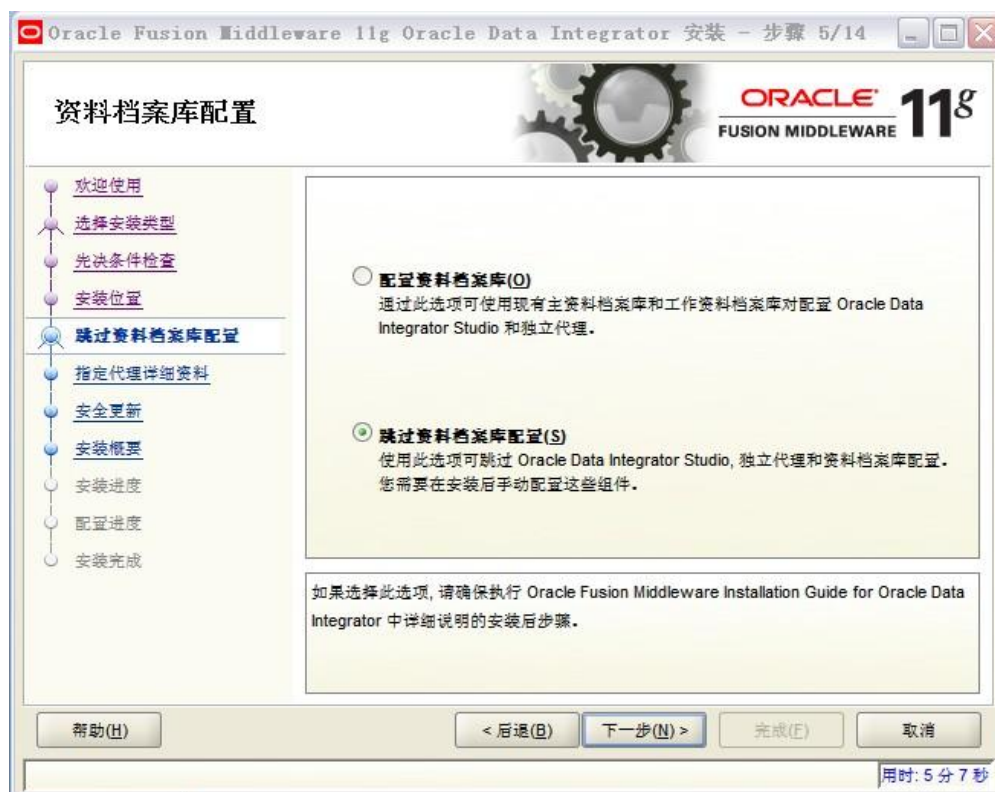 Oracle Fusion Middleware 11g Oracle Data Integrator 安装 - 步骤 5/14
资料档案库配置
ORACLE
FUSION MIDDLEWARE
11g
欢迎使用
选择安装类型
先决条件检查
安装位置
跳过资料档案库配置
指定代理详细资料
安全更新
安装概要
安装进度
配置进度
安装完成
配置资料档案库(O)
通过此选项可使用现有主资料档案库和工作资料档案库对配置 Oracle Data
Integrator Studio 和独立代理。
跳过资料档案库配置(S)
使用此选项可跳过 Oracle Data Integrator Studio, 独立代理和资料档案库配置。
您需要在安装后手动配置这些组件。
如果选择此选项, 请确保执行 Oracle Fusion Middleware Installation Guide for Oracle Data
Integrator 中详细说明的安装后步骤。
帮助(H)
< 后退(B)
下一步(N) >
完成(F)
取消
用时: 5 分 7 秒